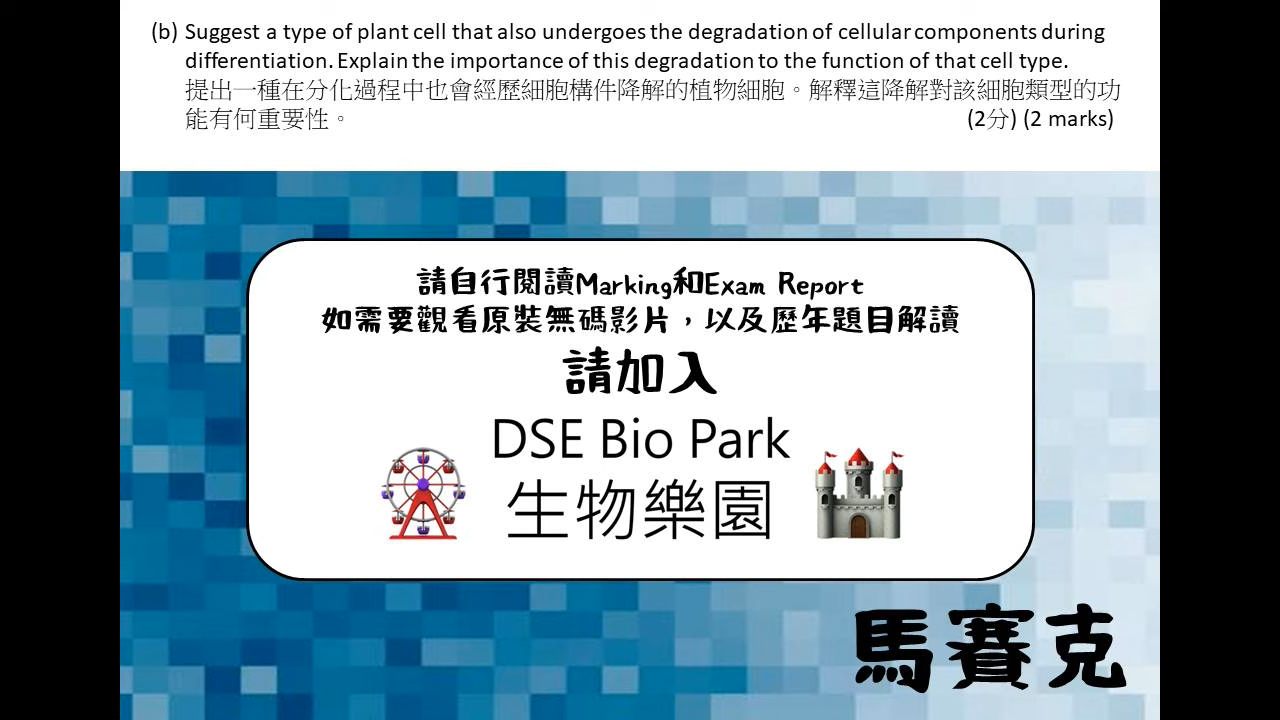 (b) Suggest a type of plant cell that also undergoes the degradation of cellular components during
differentiation. Explain the importance of this degradation to the function of that cell type.
提出一種在分化過程中也會經歷細胞構件降解的植物細胞。解釋這降解對該細胞類型的功
能有何重要性。 (2分) (2 marks)
請自行閱讀Marking和Exam Report
如需要觀看原裝無碼影片，以及歷年題目解讀
請加入
DSE Bio Park
生物樂園
馬賽克